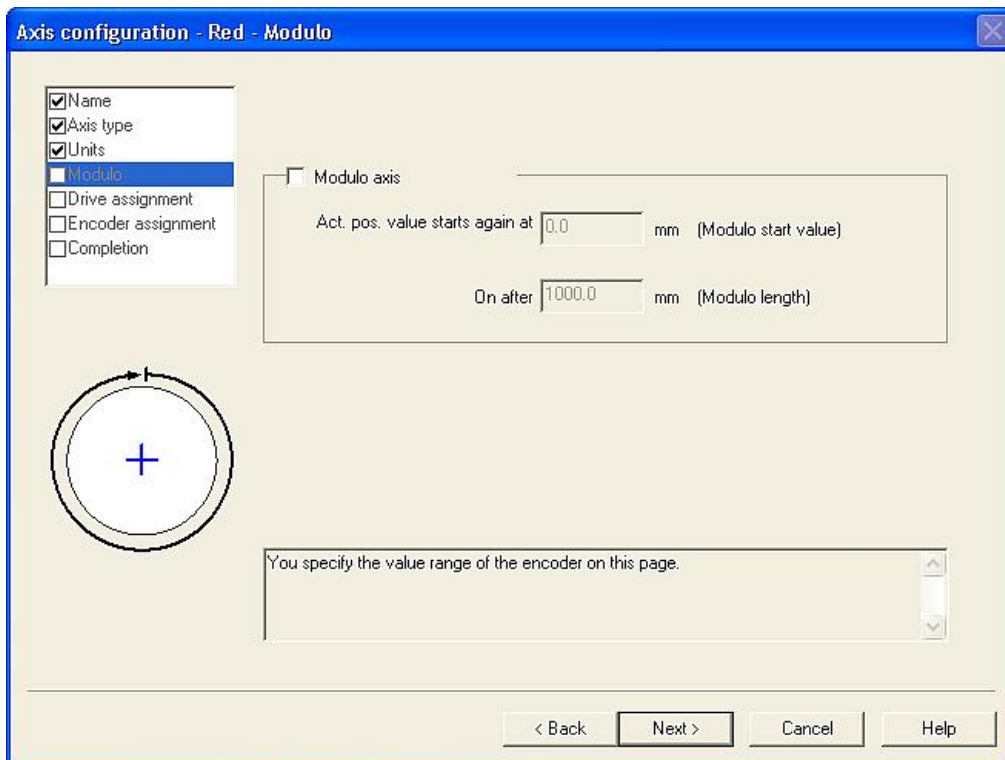 Axis configuration - Red - Modulo
Name
Axis type
Units
Modulo
Drive assignment
Encoder assignment
Completion
Modulo axis
Act. pos. value starts again at 0.0 mm (Modulo start value)
On after 1000.0 mm (Modulo length)
You specify the value range of the encoder on this page.
< Back Next > Cancel Help